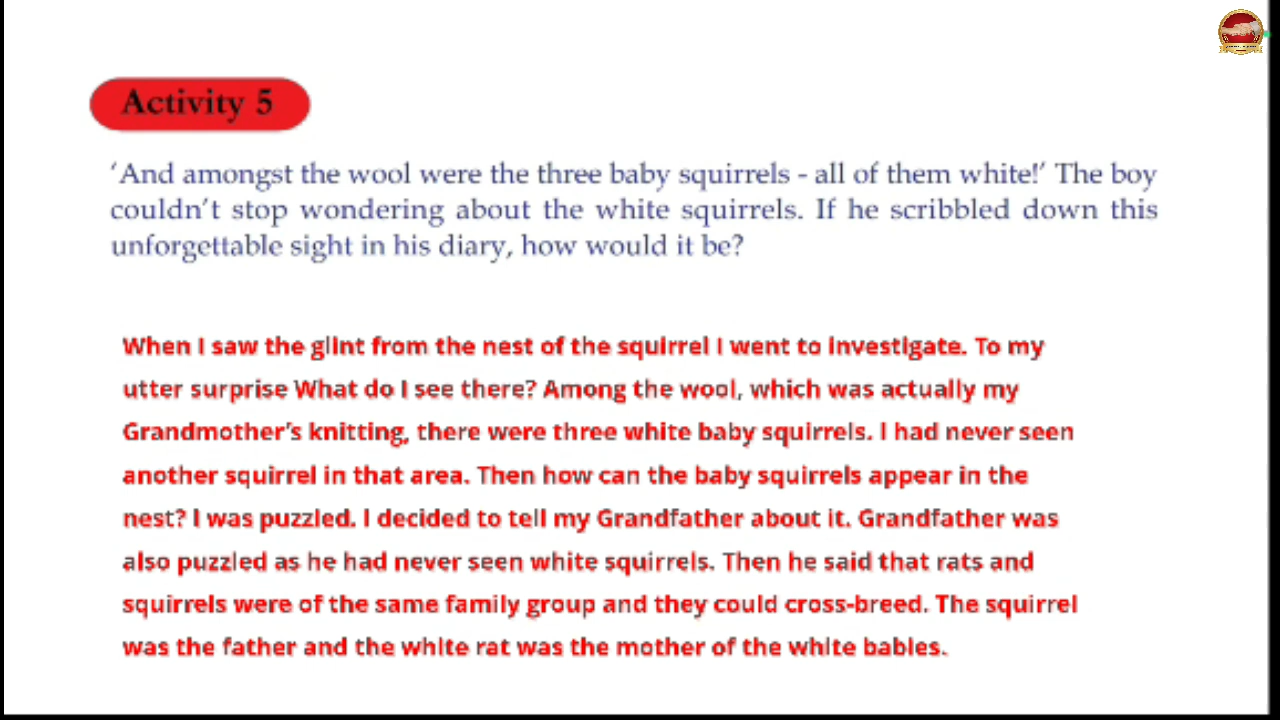 Activity 5
‘And amongst the wool were the three baby squirrels - all of them white!’ The boy
couldn’t stop wondering about the white squirrels. If he scribbled down this
unforgettable sight in his diary, how would it be?
When I saw the glint from the nest of the squirrel I went to investigate. To my
utter surprise What do I see there? Among the wool, which was actually my
Grandmother’s knitting, there were three white baby squirrels. I had never seen
another squirrel in that area. Then how can the baby squirrels appear in the
nest? I was puzzled. I decided to tell my Grandfather about it. Grandfather was
also puzzled as he had never seen white squirrels. Then he said that rats and
squirrels were of the same family group and they could cross-breed. The squirrel
was the father and the white rat was the mother of the white babies.